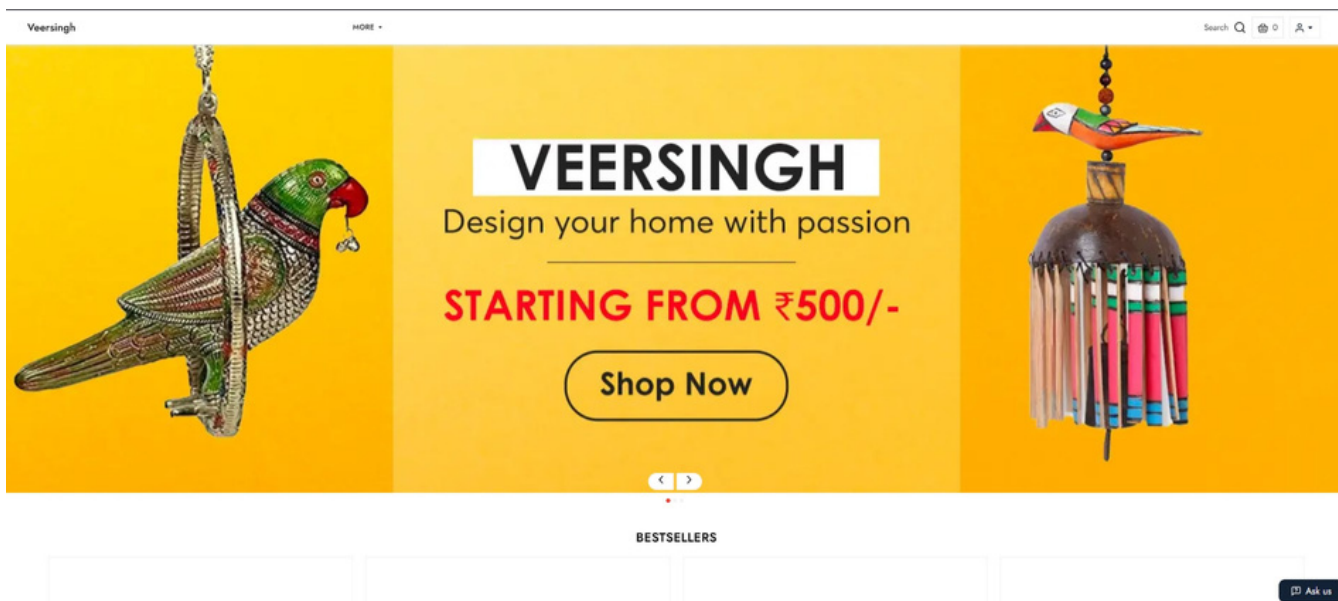 Veersingh
MORE
Search
0
VEERSINGH
Design your home with passion
STARTING FROM ₹500/-
Shop Now
BESTSELLERS
Ask us